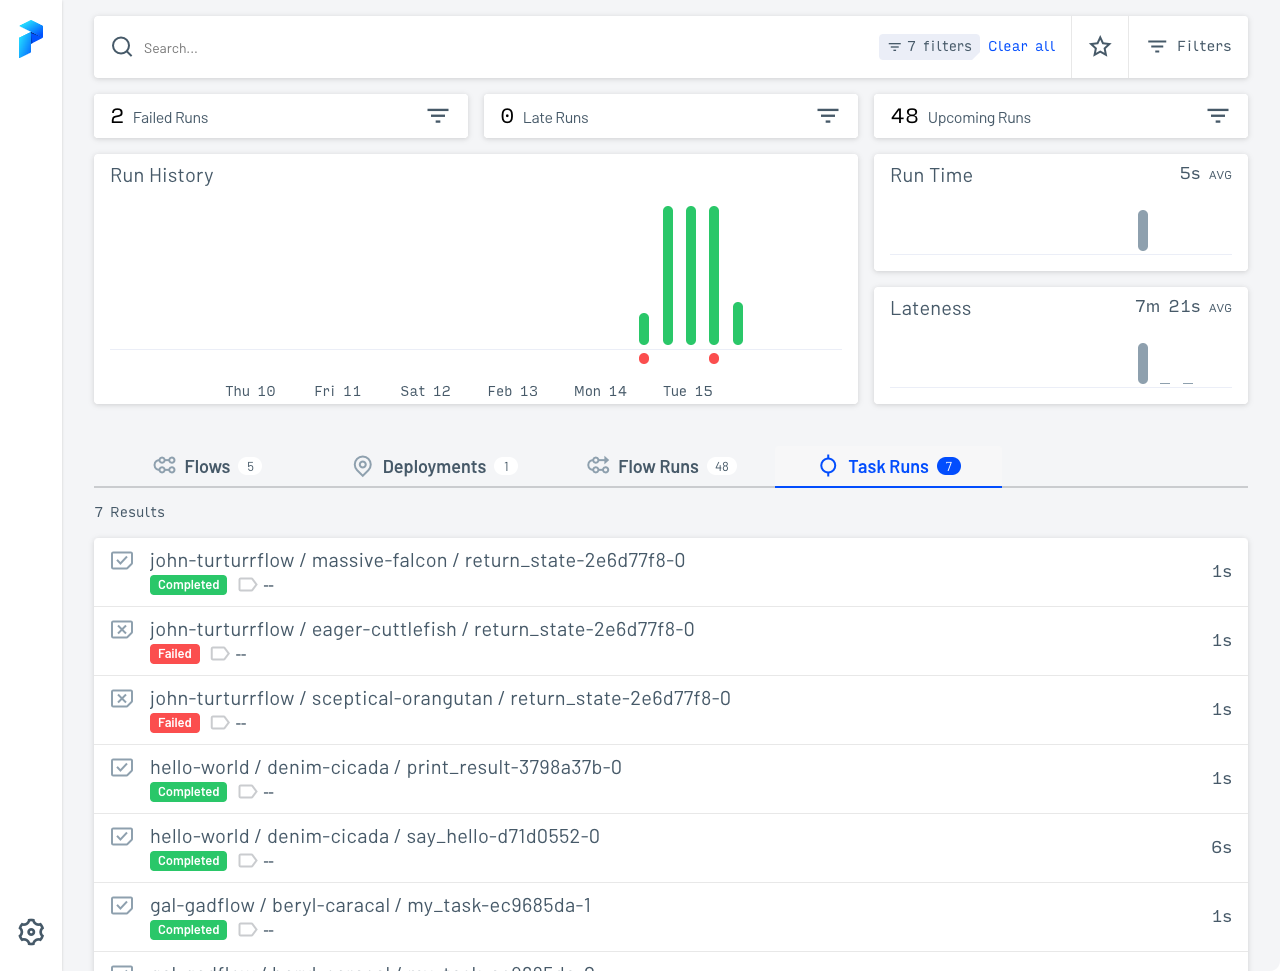 Search...
7 filters
Clear all
Filters
2 Failed Runs
0 Late Runs
48 Upcoming Runs
Run History
Thu 10
Fri 11
Sat 12
Feb 13
Mon 14
Tue 15
Run Time
5s AVG
Lateness
7m 21s AVG
Flows 5
Deployments 1
Flow Runs 48
Task Runs 7
7 Results
john-turturrflow / massive-falcon / return_state-2e6d77f8-0
Completed --
1s
john-turturrflow / eager-cuttlefish / return_state-2e6d77f8-0
Failed --
1s
john-turturrflow / sceptical-orangutan / return_state-2e6d77f8-0
Failed --
1s
hello-world / denim-cicada / print_result-3798a37b-0
Completed --
1s
hello-world / denim-cicada / say_hello-d71d0552-0
Completed --
6s
gal-gadflow / beryl-caracal / my_task-ec9685da-1
Completed --
1s